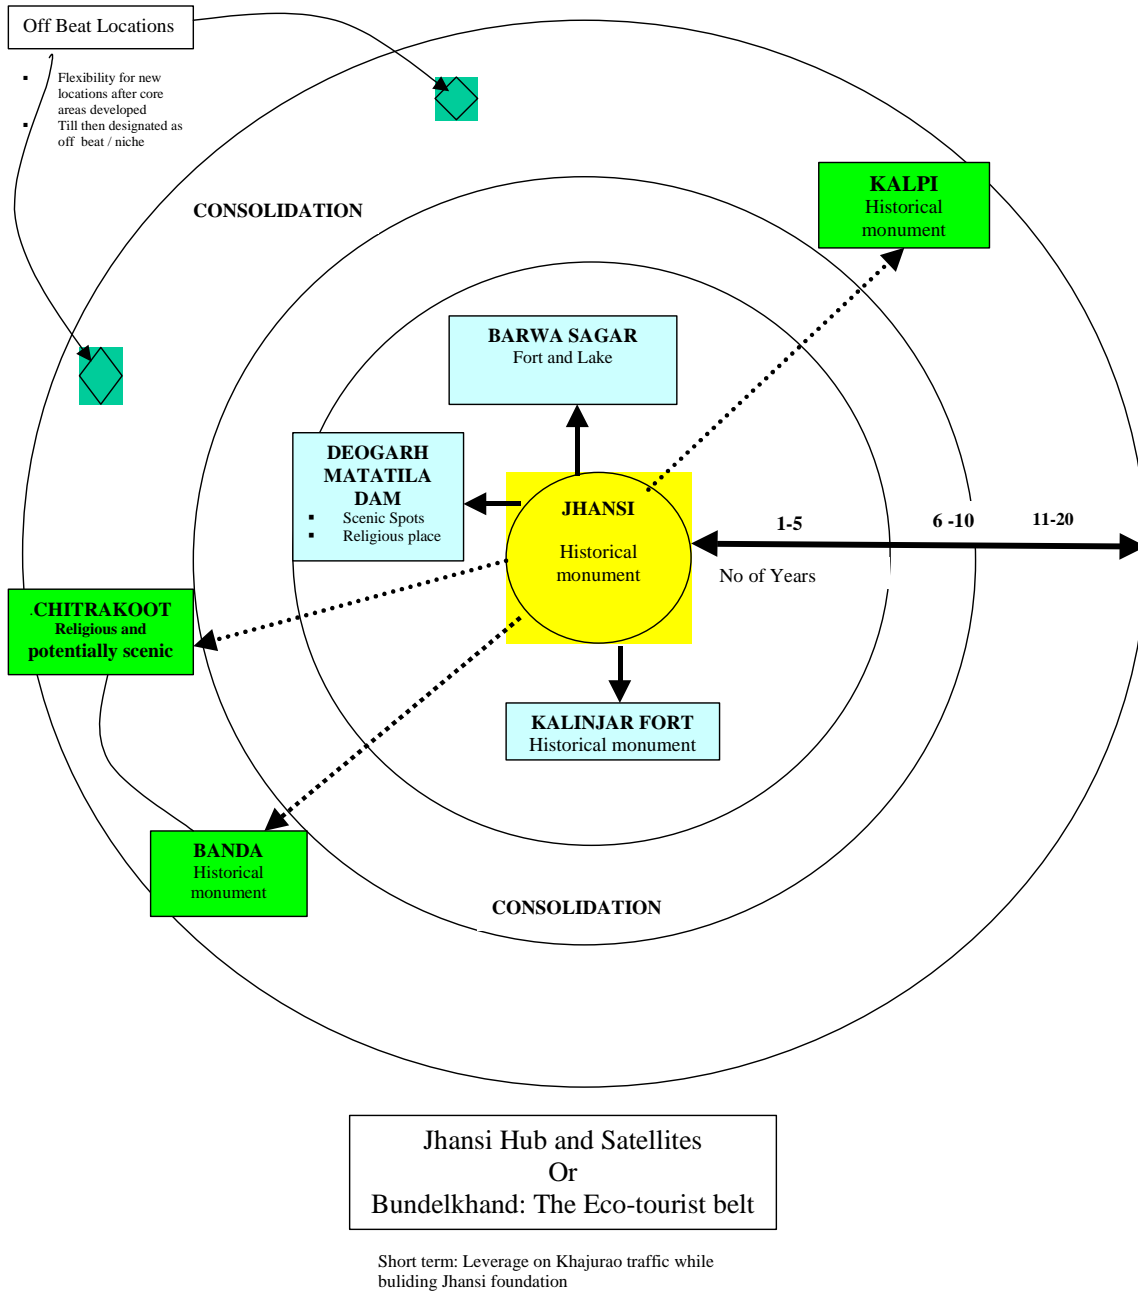 Off Beat Locations
▪ Flexibility for new
locations after core
areas developed
▪ Till then designated as
off beat / niche
CONSOLIDATION
KALPI
Historical
monument
BARWA SAGAR
Fort and Lake
DEOGARH
MATATILA
DAM
▪ Scenic Spots
▪ Religious place
JHANSI
Historical
monument
1-5
6 -10
11-20
No of Years
.CHITRAKOOT
Religious and
potentially scenic
KALINJAR FORT
Historical monument
BANDA
Historical
monument
CONSOLIDATION
Jhansi Hub and Satellites
Or
Bundelkhand: The Eco-tourist belt
Short term: Leverage on Khajurao traffic while
buliding Jhansi foundation